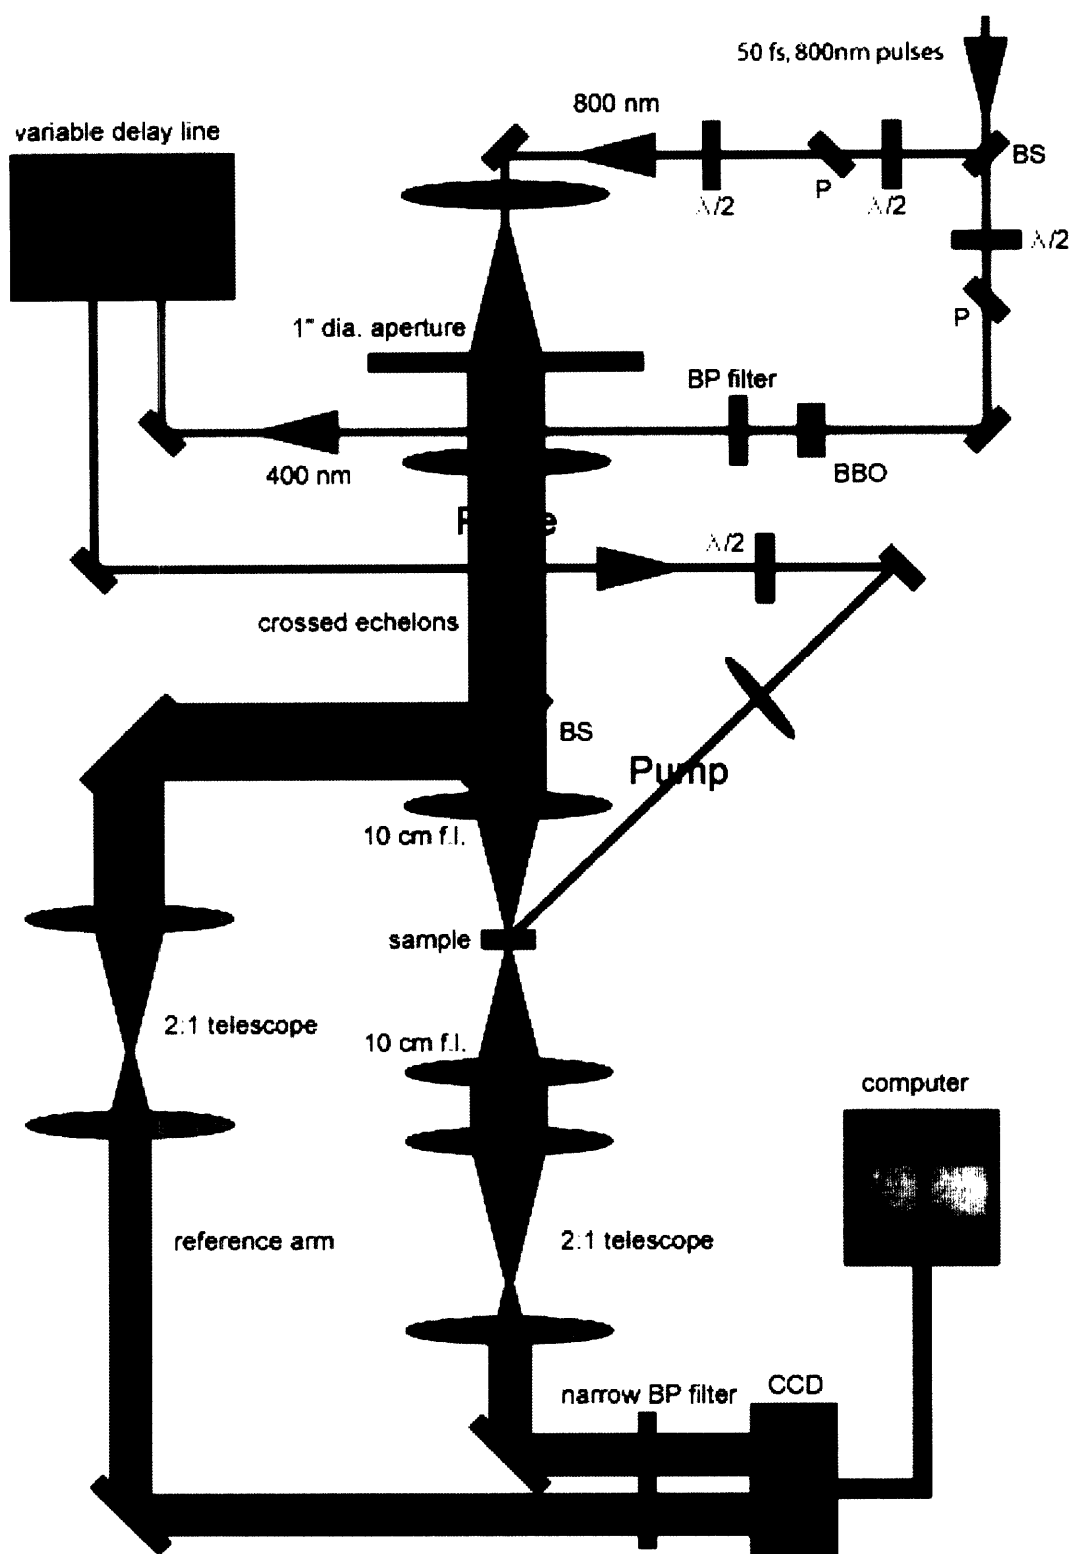 50 fs, 800nm pulses
800 nm
variable delay line
BS
P
λ/2
λ/2
λ/2
1" dia. aperture
P
BP filter
400 nm
BBO
λ/2
crossed echelons
BS
Pump
10 cm f.l.
sample
2:1 telescope
10 cm f.l.
computer
reference arm
2:1 telescope
narrow BP filter
CCD